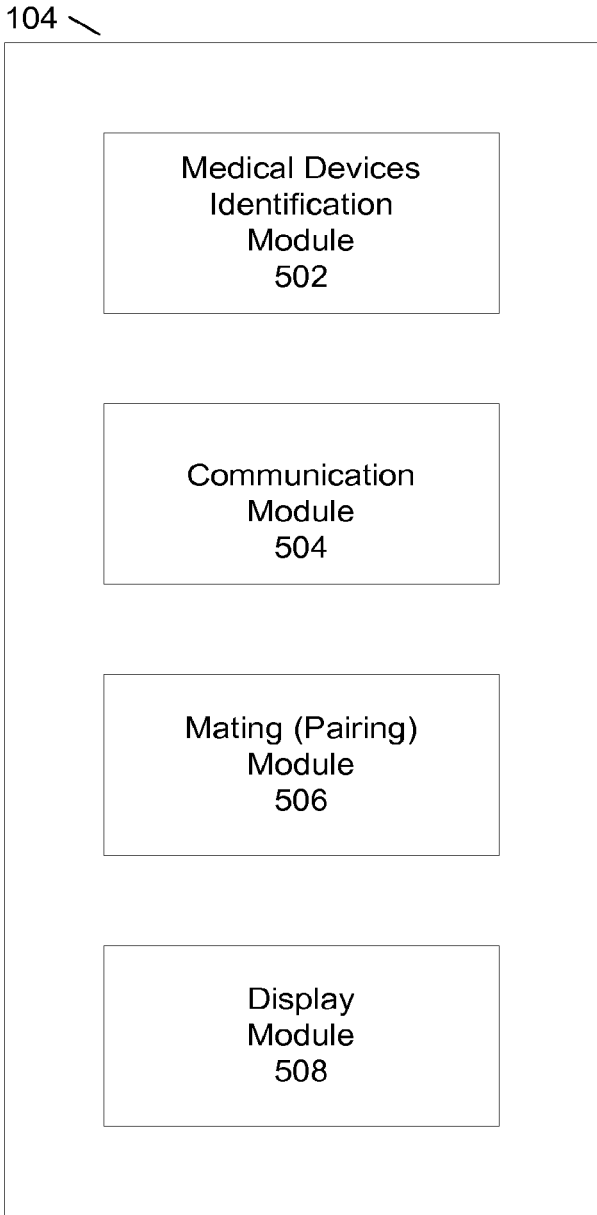 104
Medical Devices
Identification
Module
502
Communication
Module
504
Mating (Pairing)
Module
506
Display
Module
508